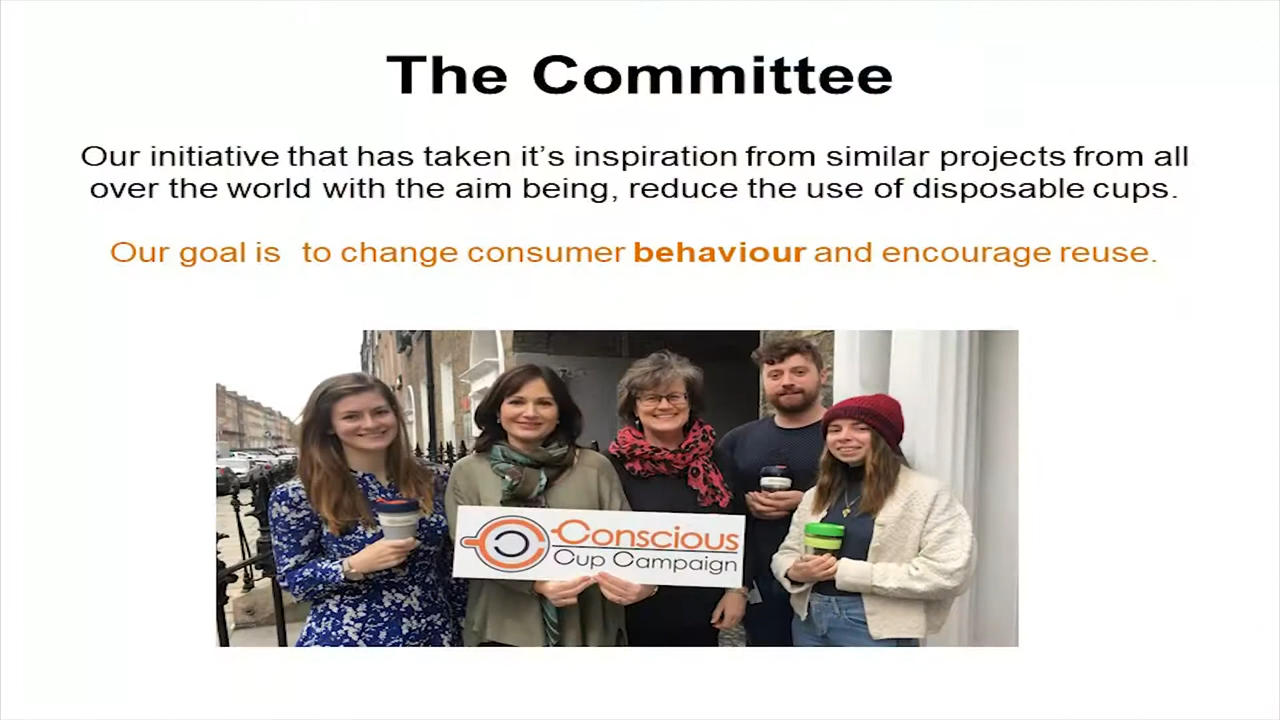 The Committee
Our initiative that has taken it’s inspiration from similar projects from all
over the world with the aim being, reduce the use of disposable cups.
Our goal is  to change consumer behaviour and encourage reuse.
Conscious
Cup Campaign